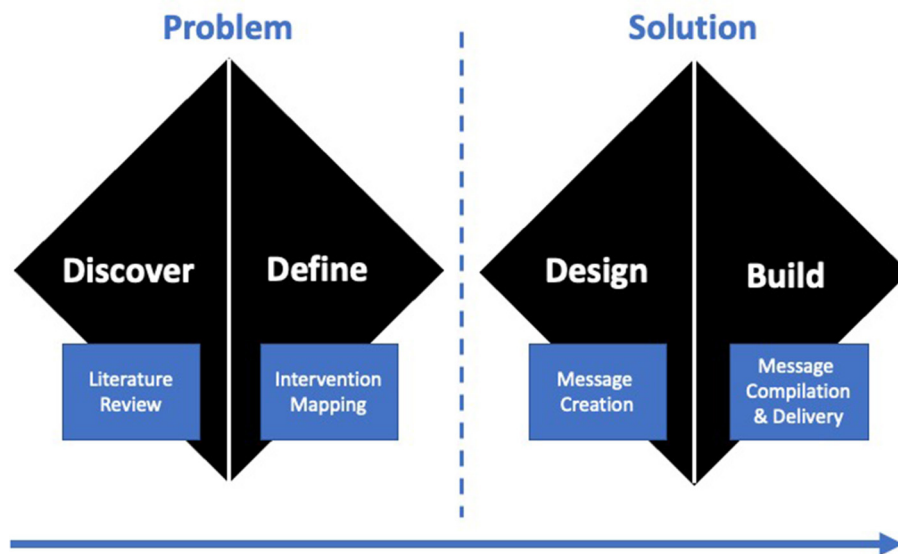 Problem
Solution
Discover
Define
Design
Build
Literature
Review
Intervention
Mapping
Message
Creation
Message
Compilation
& Delivery